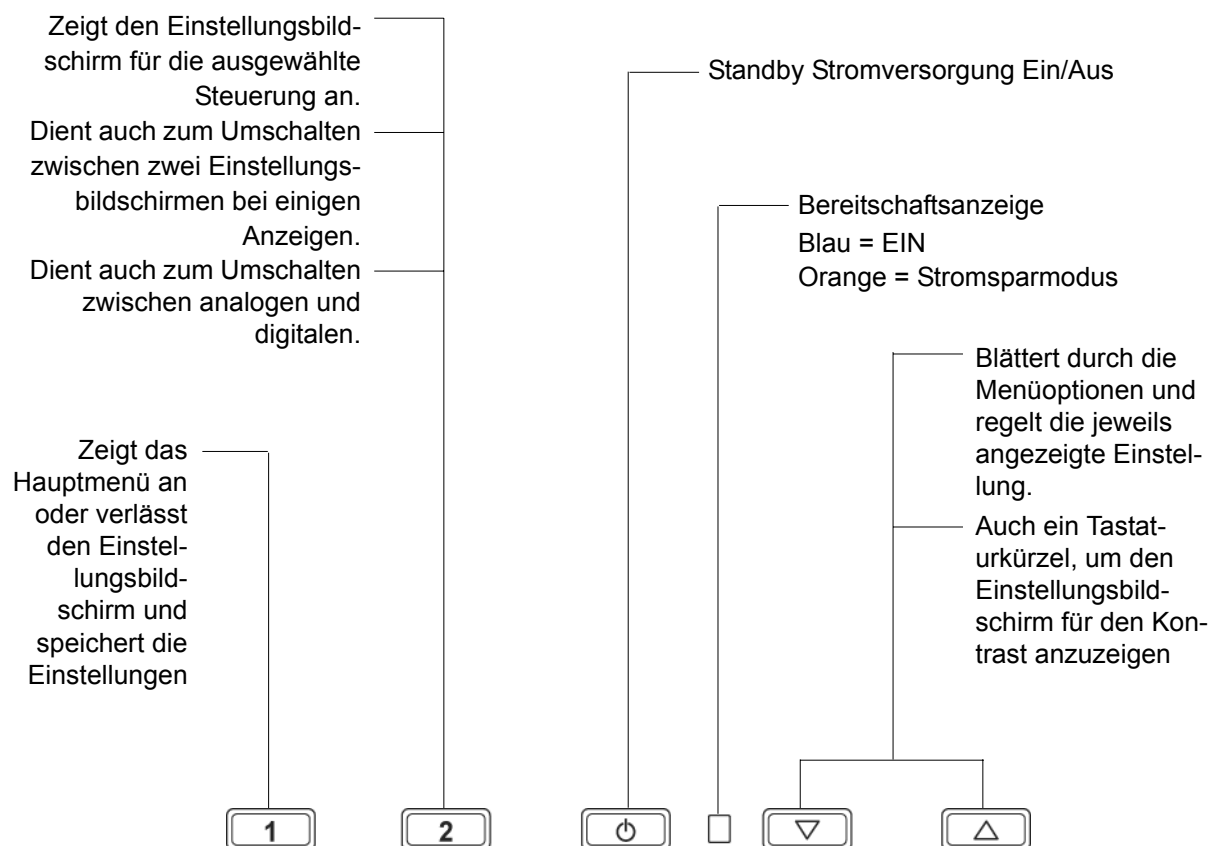 Zeigt den Einstellungsbild-
schirm für die ausgewählte
Steuerung an.
Dient auch zum Umschalten
zwischen zwei Einstellungs-
bildschirmen bei einigen
Anzeigen.
Dient auch zum Umschalten
zwischen analogen und
digitalen.
Standby Stromversorgung Ein/Aus
Bereitschaftsanzeige
Blau = EIN
Orange = Stromsparmodus
Blättert durch die
Menüoptionen und
regelt die jeweils
angezeigte Einstel-
lung.
Auch ein Tastat-
urkürzel, um den
Einstellungsbild-
schirm für den Kon-
trast anzuzeigen
Zeigt das
Hauptmenü an
oder verlässt
den Einstel-
lungsbild-
schirm und
speichert die
Einstellungen
1
2